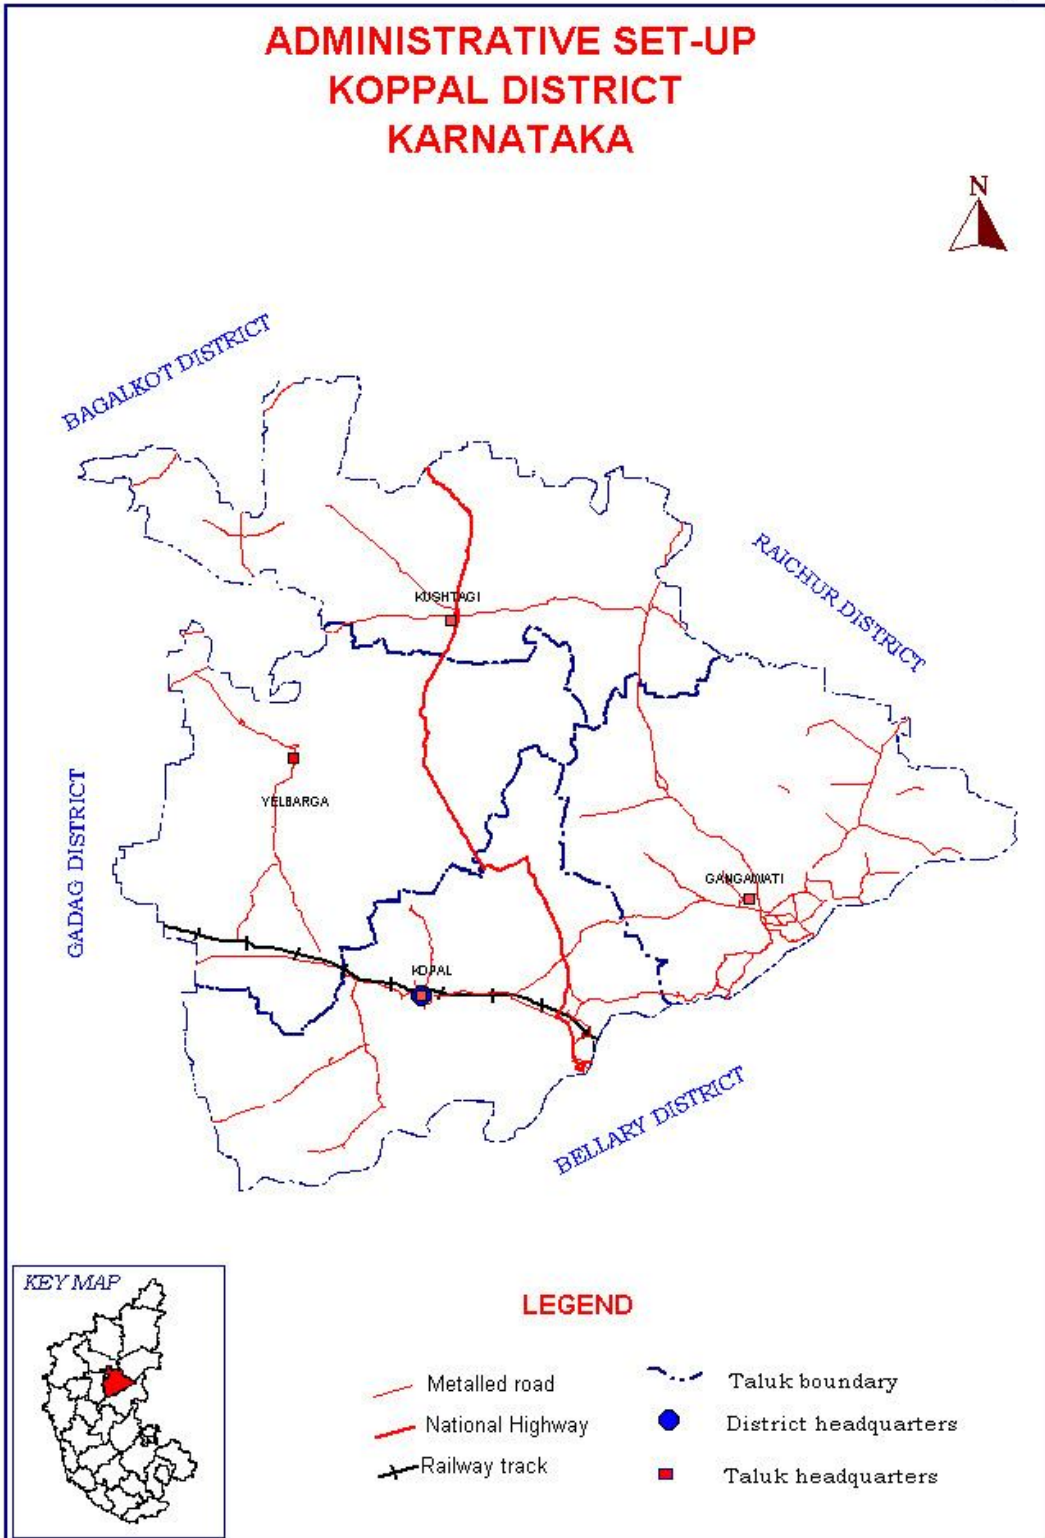 ADMINISTRATIVE SET-UP
KOPPAL DISTRICT
KARNATAKA
N
BAGALKOT DISTRICT
RAICHUR DISTRICT
KUSHTAGI
GADAG DISTRICT
YELBARGA
GANGAWATI
KOPAL
BELLARY DISTRICT
KEY MAP
LEGEND
Metalled road
National Highway
Railway track
Taluk boundary
District headquarters
Taluk headquarters